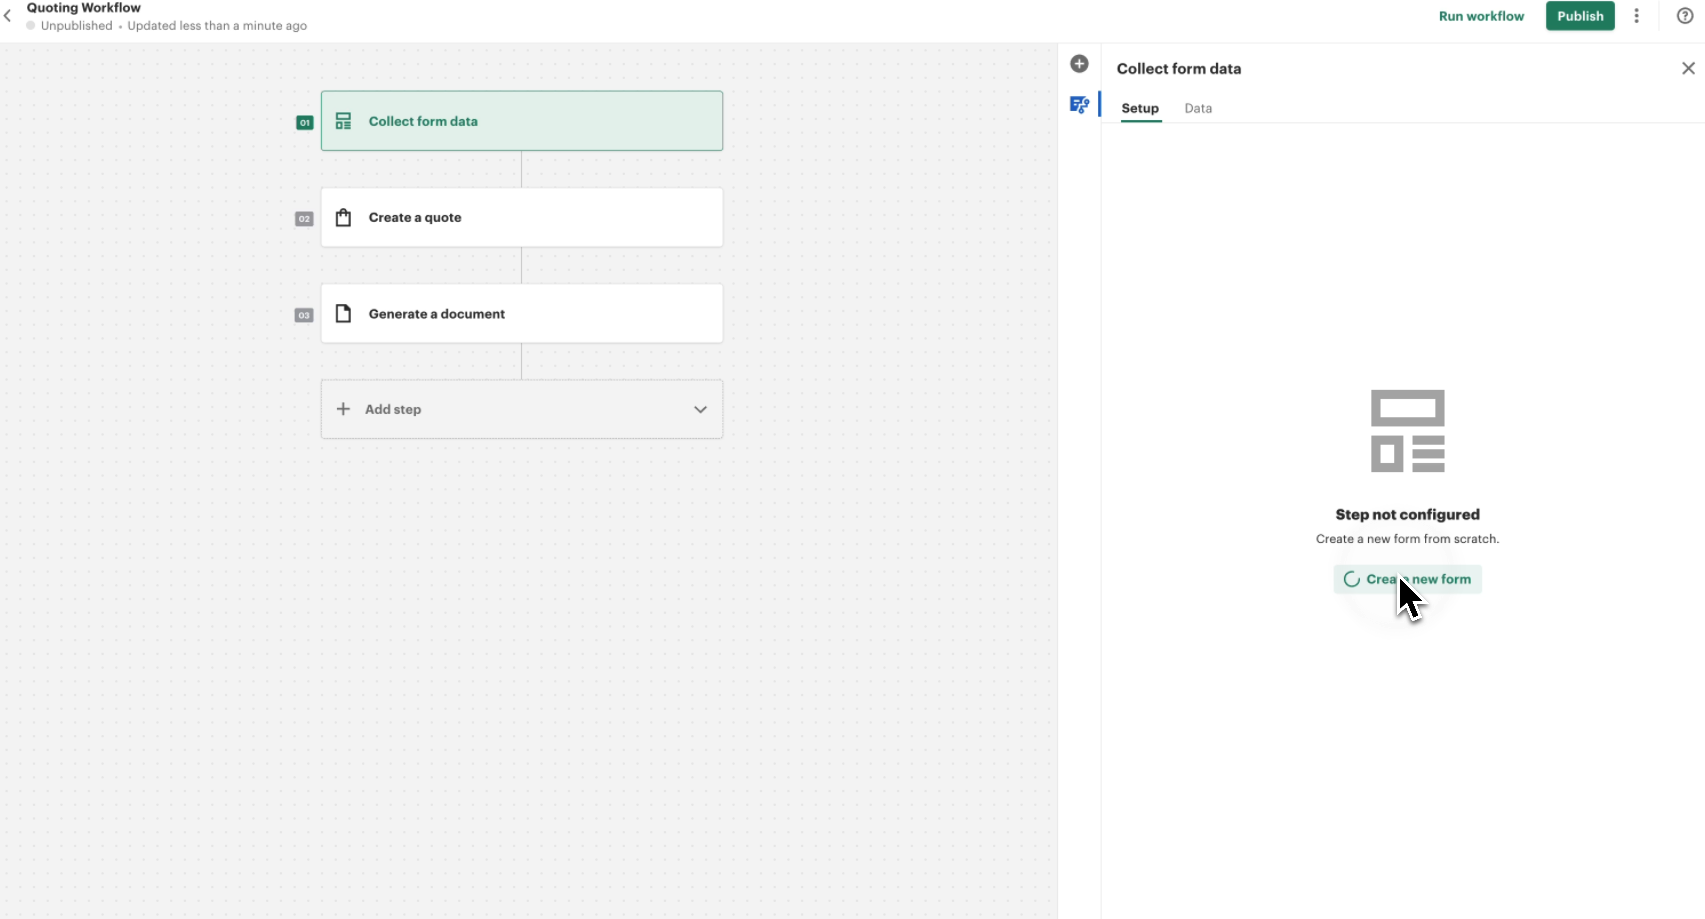 Quoting Workflow
Unpublished • Updated less than a minute ago
Run workflow
Publish
01
Collect form data
02
Create a quote
03
Generate a document
Add step
Collect form data
Setup
Data
Step not configured
Create a new form from scratch.
new form